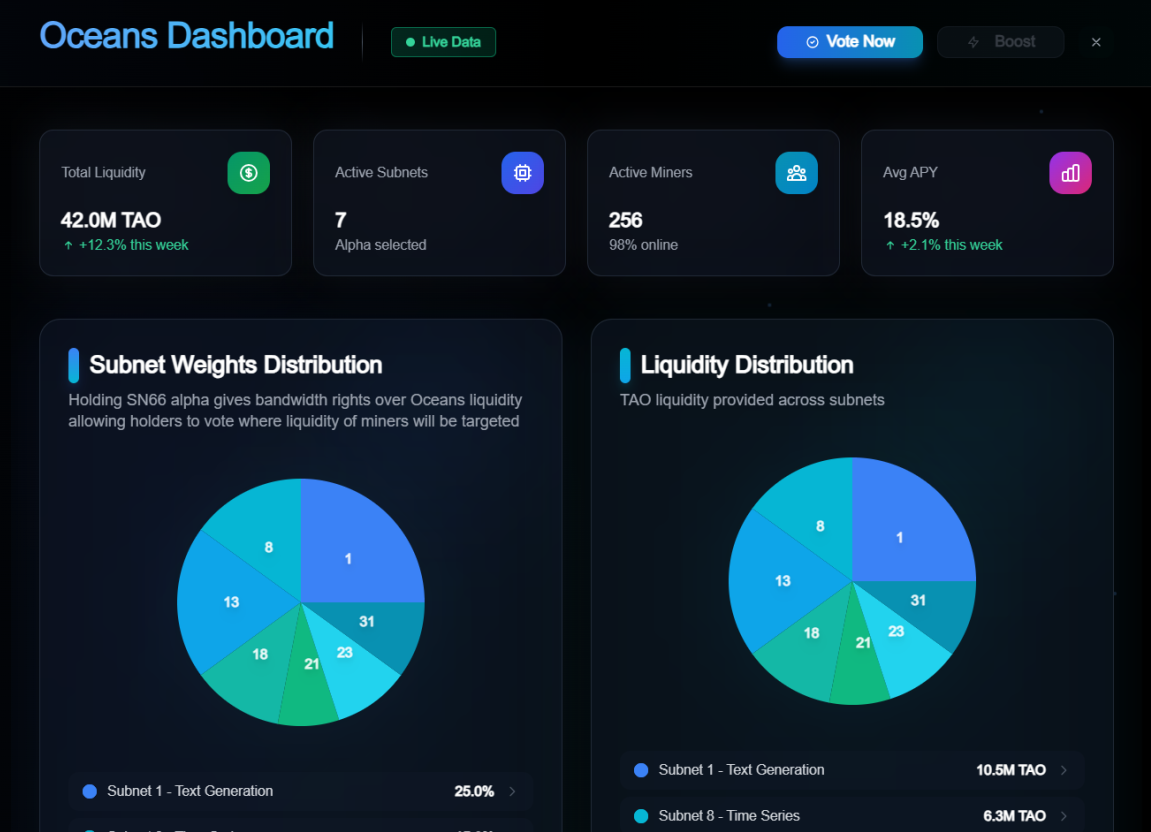 Oceans Dashboard
Live Data
Vote Now
Boost
Total Liquidity
42.0M TAO
+12.3% this week
Active Subnets
7
Alpha selected
Active Miners
256
98% online
Avg APY
18.5%
+2.1% this week
Subnet Weights Distribution
Holding SN66 alpha gives bandwidth rights over Oceans liquidity
allowing holders to vote where liquidity of miners will be targeted
8
1
13
31
18
23
21
Subnet 1 - Text Generation
25.0%
Liquidity Distribution
TAO liquidity provided across subnets
8
1
13
31
18
23
21
Subnet 1 - Text Generation
10.5M TAO
Subnet 8 - Time Series
6.3M TAO